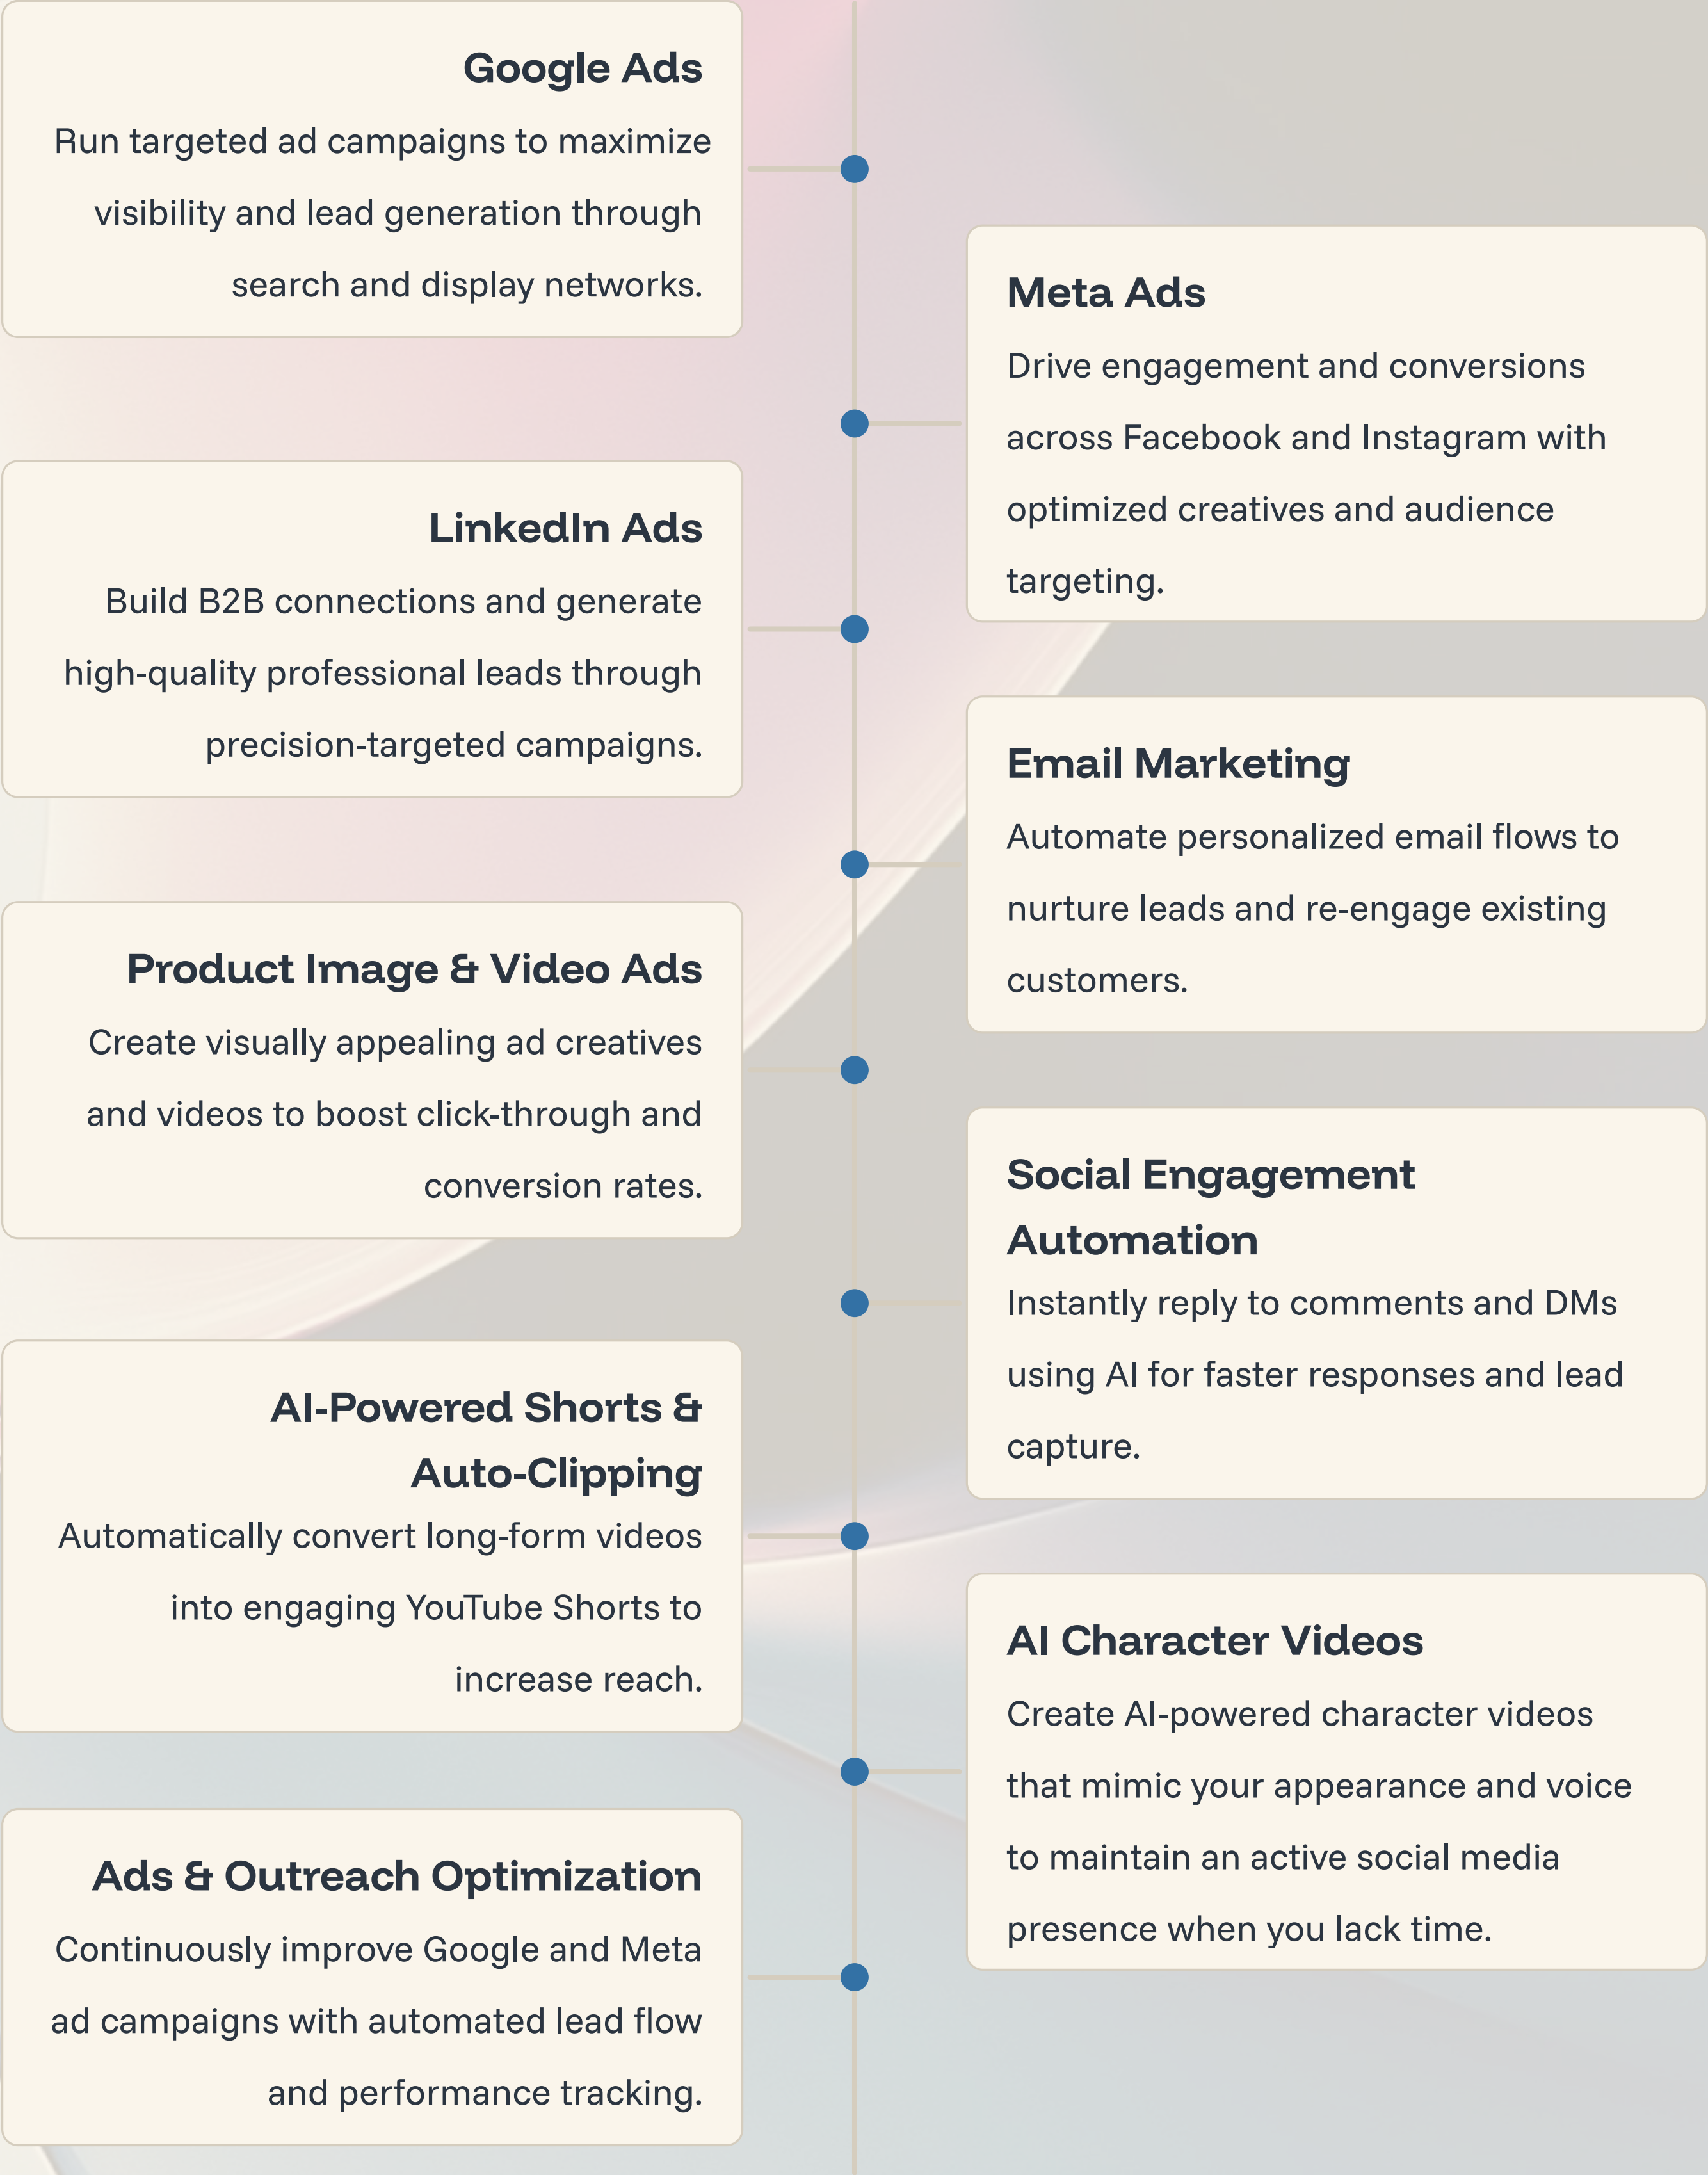 Google Ads
Run targeted ad campaigns to maximize
visibility and lead generation through
search and display networks.
Meta Ads
Drive engagement and conversions
across Facebook and Instagram with
optimized creatives and audience
targeting.
LinkedIn Ads
Build B2B connections and generate
high-quality professional leads through
precision-targeted campaigns.
Email Marketing
Automate personalized email flows to
nurture leads and re-engage existing
customers.
Product Image & Video Ads
Create visually appealing ad creatives
and videos to boost click-through and
conversion rates.
Social Engagement
Automation
Instantly reply to comments and DMs
using AI for faster responses and lead
capture.
AI-Powered Shorts &
Auto-Clipping
Automatically convert long-form videos
into engaging YouTube Shorts to
increase reach.
AI Character Videos
Create AI-powered character videos
that mimic your appearance and voice
to maintain an active social media
presence when you lack time.
Ads & Outreach Optimization
Continuously improve Google and Meta
ad campaigns with automated lead flow
and performance tracking.